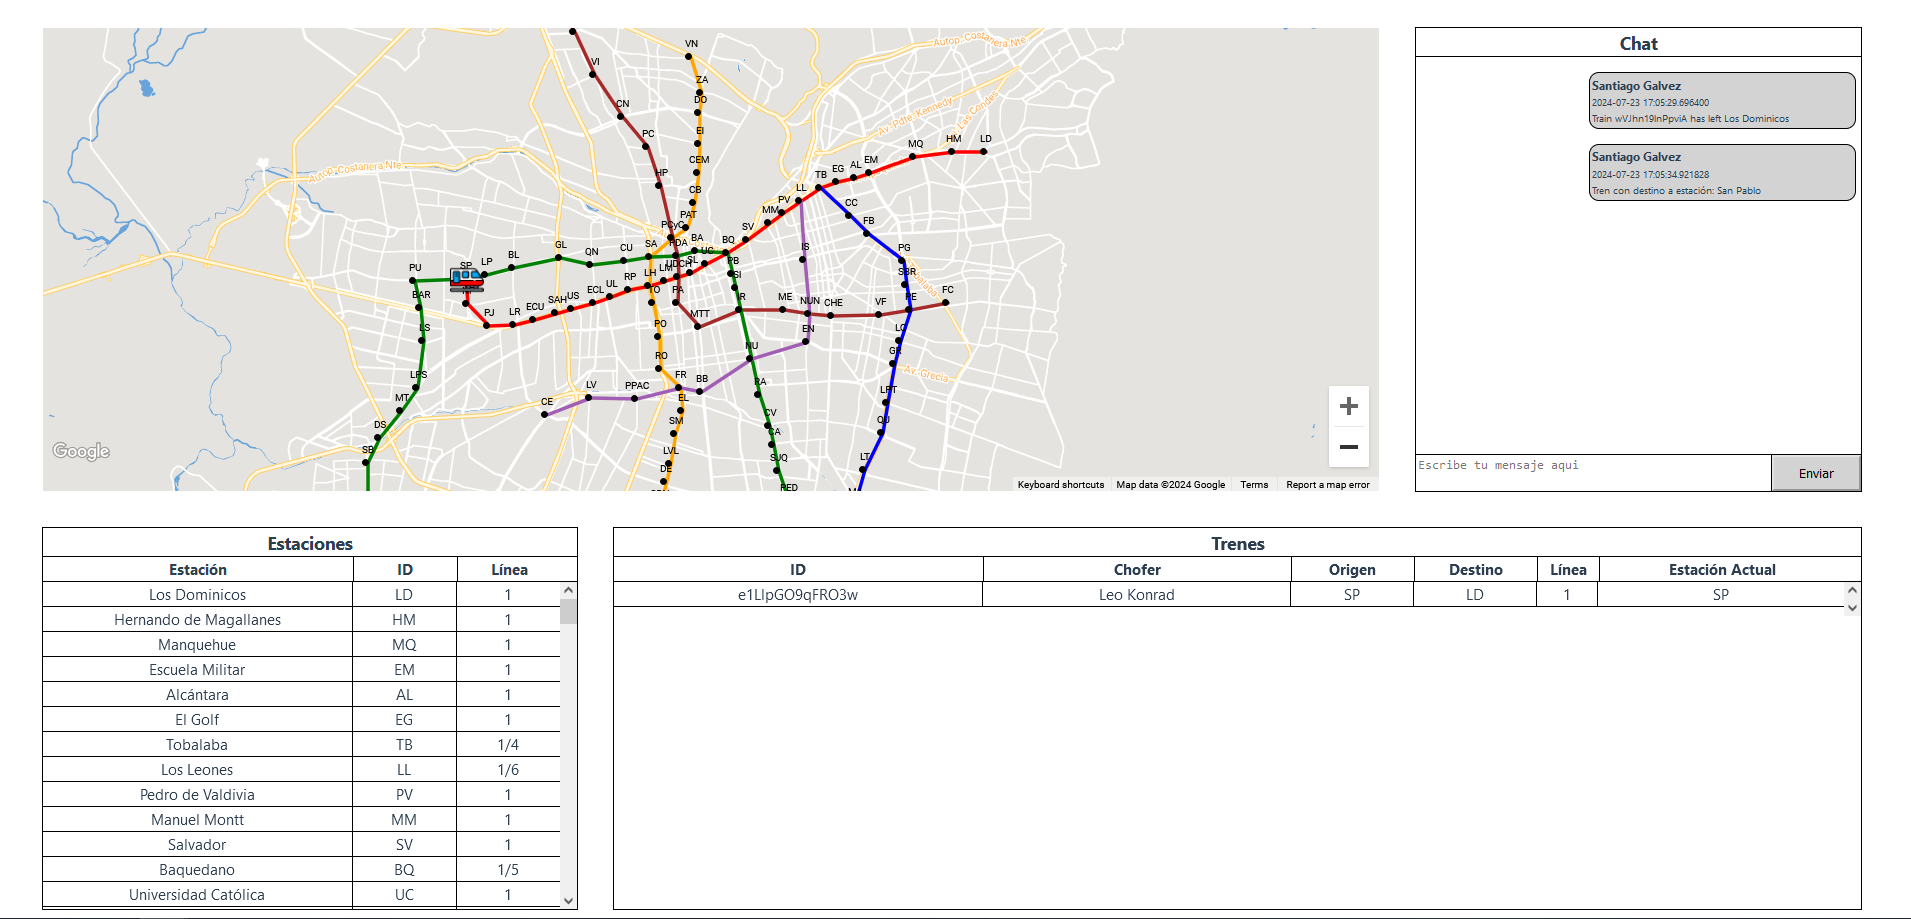 VN
VI
ZA
CN
DO
PC
EI
CEM
HP
CB
PAT
PCyC
Autop. Costanera Nte.
Autop. Costanera Nte
Av. Pdte. Kennedy
Av. Las Condes
MQ
HM
LD
TB
EG
AL
EM
LL
PV
MM
SV
BQ
CC
FB
PG
SBR
Tobalaba
PU
SP
LP
BL
GL
QN
CU
SA
PDA
BA
UC
SL
UDCH
LM
LH
RP
UL
ECL
US
SAH
ECU
LR
PJ
PB
SI
IS
IR
BAR
LS
LPS
MT
DS
SB
TO
PA
MTT
ME
NUN
CHE
VF
PE
FC
PO
RO
FR
BB
PPAC
LV
CE
NU
EN
LO
GR
Av. Grecia
EL
SM
LVL
DE
RA
CV
CA
SJQ
RED
LPT
QU
LT
Google
Keyboard shortcuts
Map data ©2024 Google
Terms
Report a map error
Chat
Santiago Galvez
2024-07-23 17:05:29.696400
Train wVJhn19InPpviA has left Los Dominicos
Santiago Galvez
2024-07-23 17:05:34.921828
Tren con destino a estación: San Pablo
Escribe tu mensaje aqui
Enviar
Estaciones
Estación ID Línea
Los Dominicos LD 1
Hernando de Magallanes HM 1
Manquehue MQ 1
Escuela Militar EM 1
Alcántara AL 1
El Golf EG 1
Tobalaba TB 1/4
Los Leones LL 1/6
Pedro de Valdivia PV 1
Manuel Montt MM 1
Salvador SV 1
Baquedano BQ 1/5
Universidad Católica UC 1
Trenes
ID Chofer Origen Destino Línea Estación Actual
e1LIpGO9qFRO3w Leo Konrad SP LD 1 SP